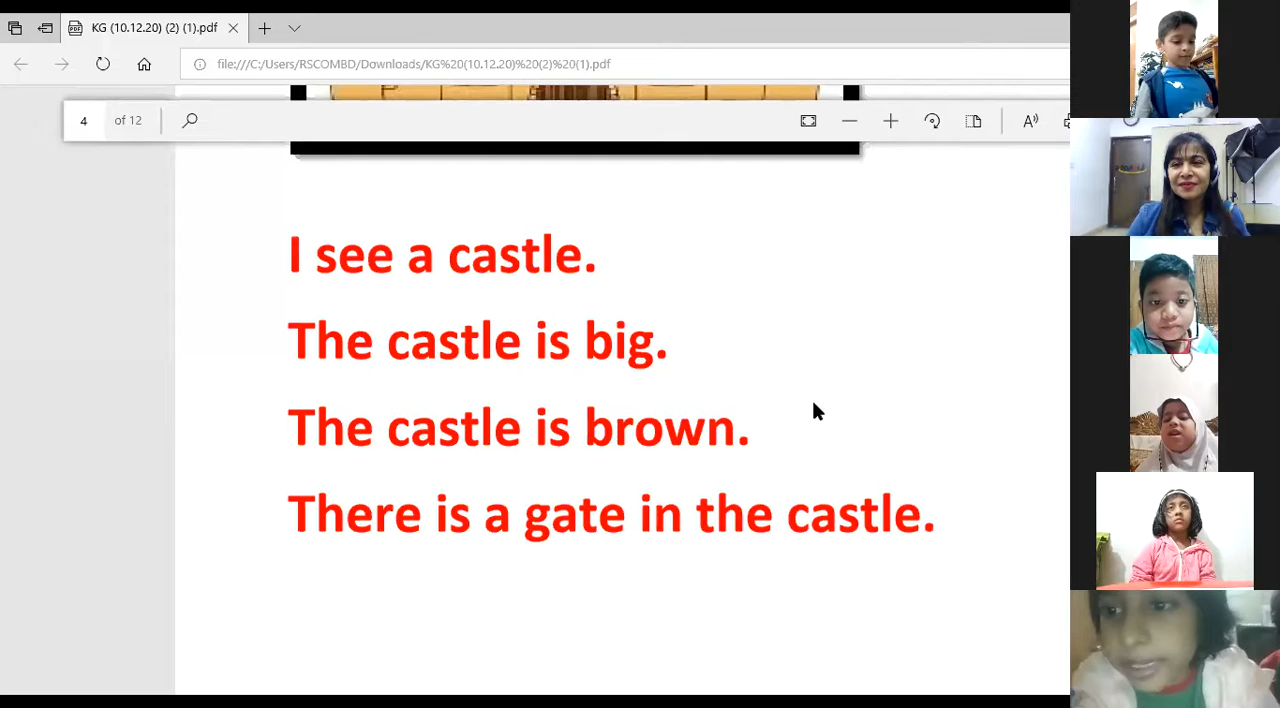 KG (10.12.20) (2) (1).pdf
file:///C:/Users/RSCOMBD/Downloads/KG%20(10.12.20)%20(2)%20(1).pdf
4 of 12
I see a castle.
The castle is big.
The castle is brown.
There is a gate in the castle.